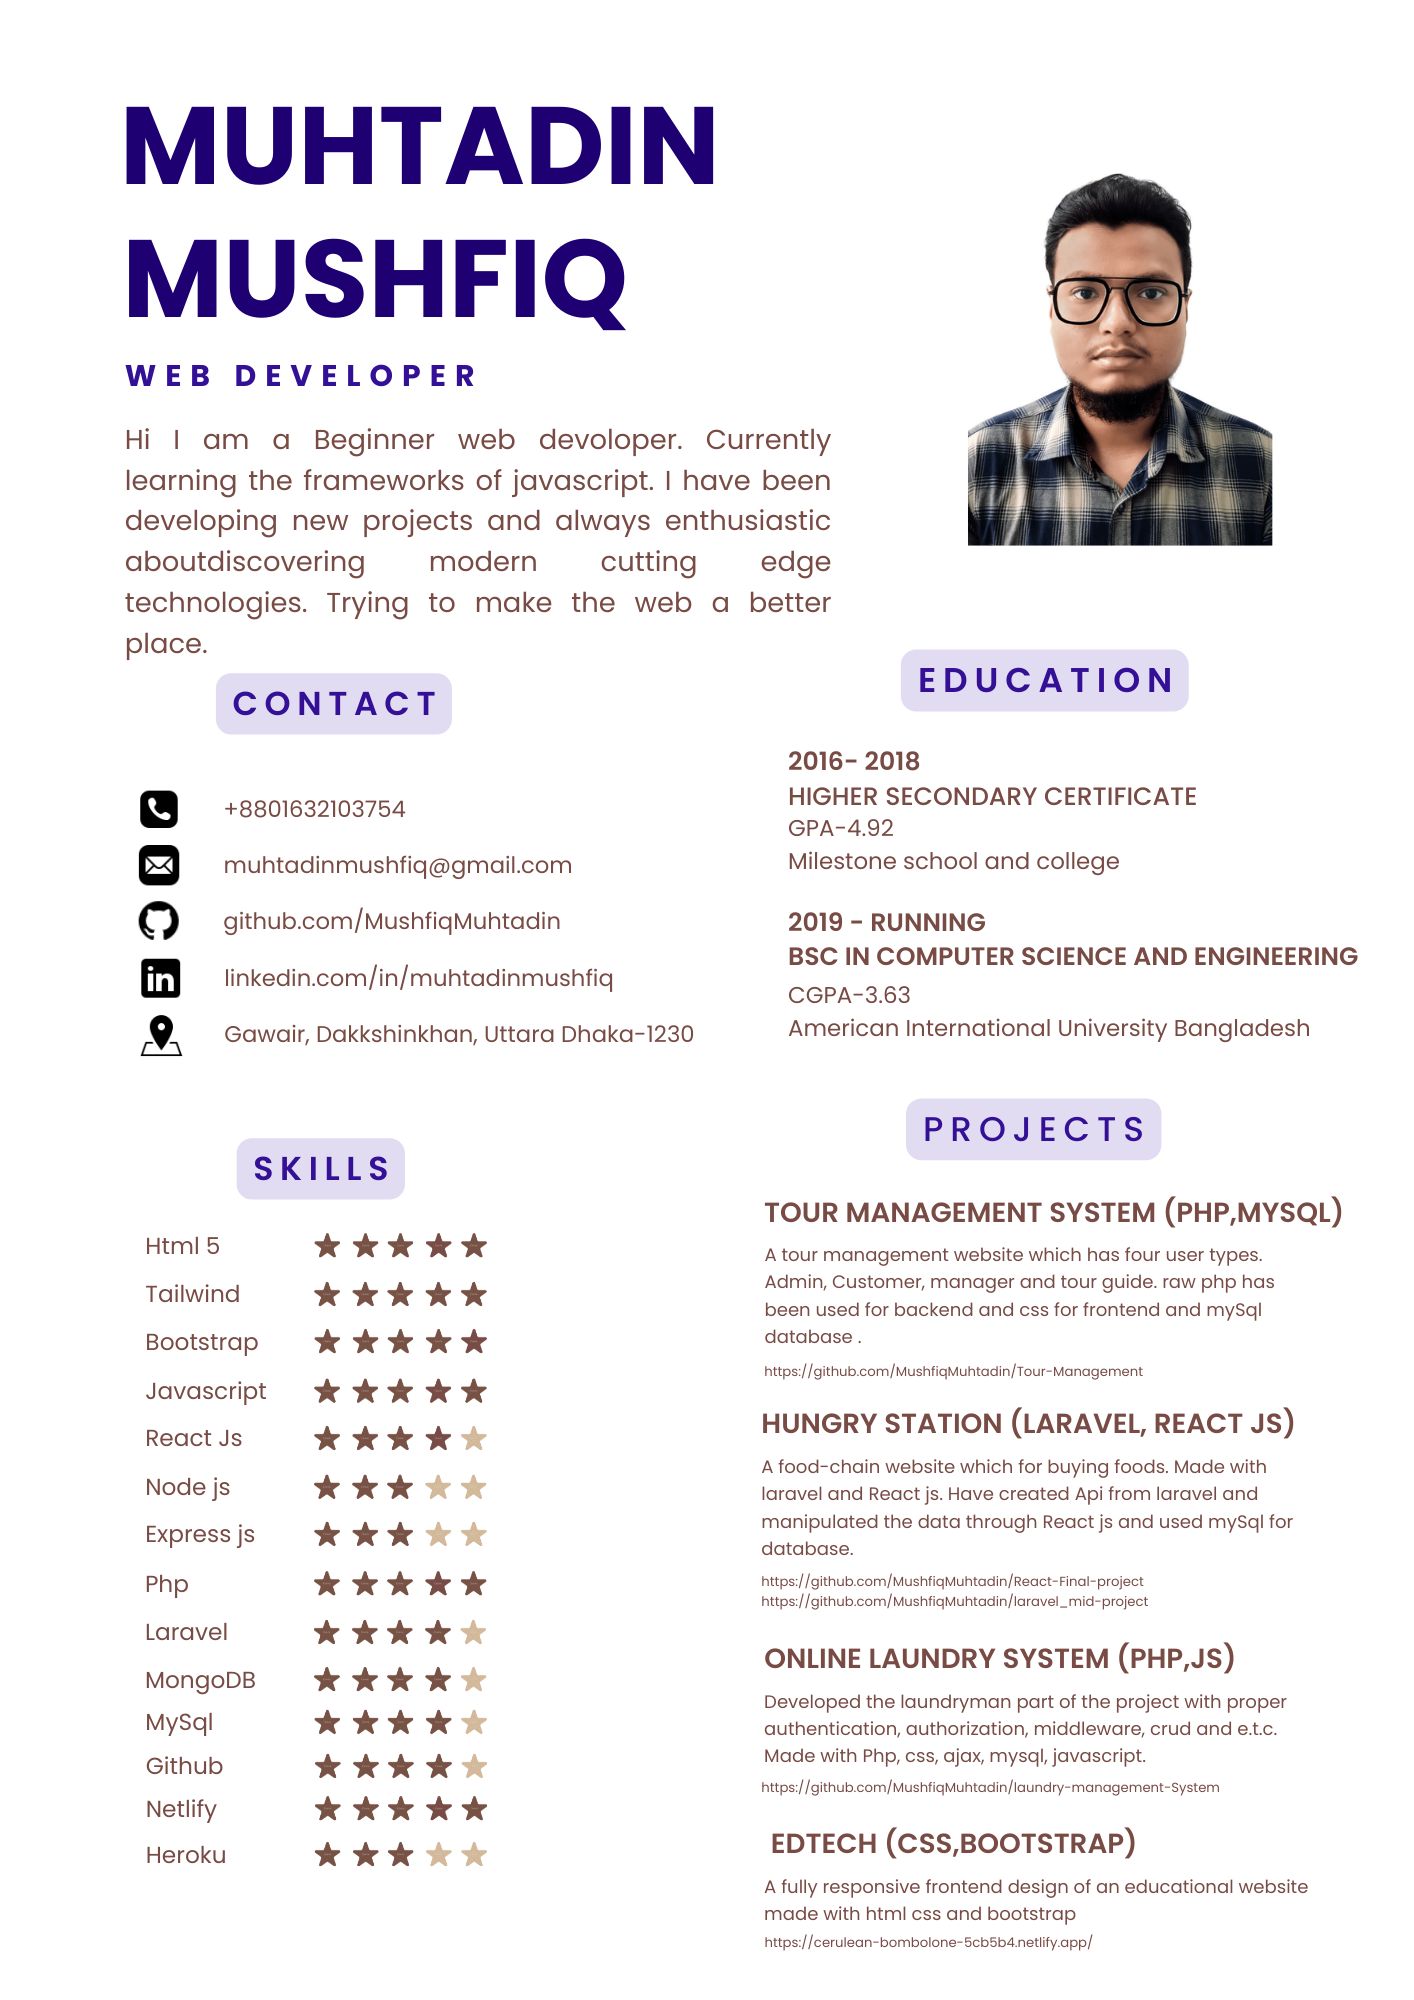 MUHTADIN
MUSHFIQ
WEB DEVELOPER
Hi I am a Beginner web devoloper. Currently
learning the frameworks of javascript. I have been
developing new projects and always enthusiastic
aboutdiscovering modern cutting edge
technologies. Trying to make the web a better
place.
CONTACT
+8801632103754
muhtadinmushfiq@gmail.com
github.com/MushfiqMuhtadin
linkedin.com/in/muhtadinmushfiq
Gawair, Dakkshinkhan, Uttara Dhaka-1230
SKILLS
Html 5
Tailwind
Bootstrap
Javascript
React Js
Node js
Express js
Php
Laravel
MongoDB
MySql
Github
Netlify
Heroku
EDUCATION
2016- 2018
HIGHER SECONDARY CERTIFICATE
GPA-4.92
Milestone school and college
2019 - RUNNING
BSC IN COMPUTER SCIENCE AND ENGINEERING
CGPA-3.63
American International University Bangladesh
PROJECTS
TOUR MANAGEMENT SYSTEM (PHP,MYSQL)
A tour management website which has four user types.
Admin, Customer, manager and tour guide. raw php has
been used for backend and css for frontend and mySql
database .
https://github.com/MushfiqMuhtadin/Tour-Management
HUNGRY STATION (LARAVEL, REACT JS)
A food-chain website which for buying foods. Made with
laravel and React js. Have created Api from laravel and
manipulated the data through React js and used mySql for
database.
https://github.com/MushfiqMuhtadin/React-Final-project
https://github.com/MushfiqMuhtadin/laravel_mid-project
ONLINE LAUNDRY SYSTEM (PHP,JS)
Developed the laundryman part of the project with proper
authentication, authorization, middleware, crud and e.t.c.
Made with Php, css, ajax, mysql, javascript.
https://github.com/MushfiqMuhtadin/laundry-management-System
EDTECH (CSS,BOOTSTRAP)
A fully responsive frontend design of an educational website
made with html css and bootstrap
https://cerulean-bombolone-5cb5b4.netlify.app/